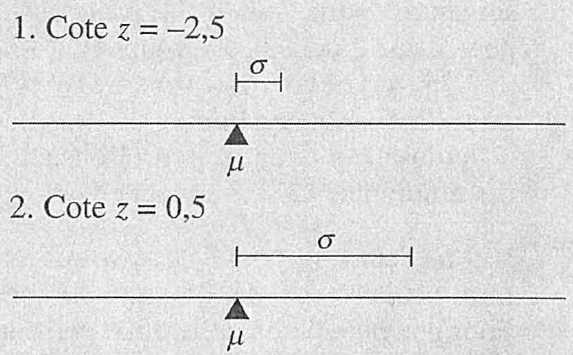 1. Cote z = –2,5
σ
μ
2. Cote z = 0,5
σ
μ